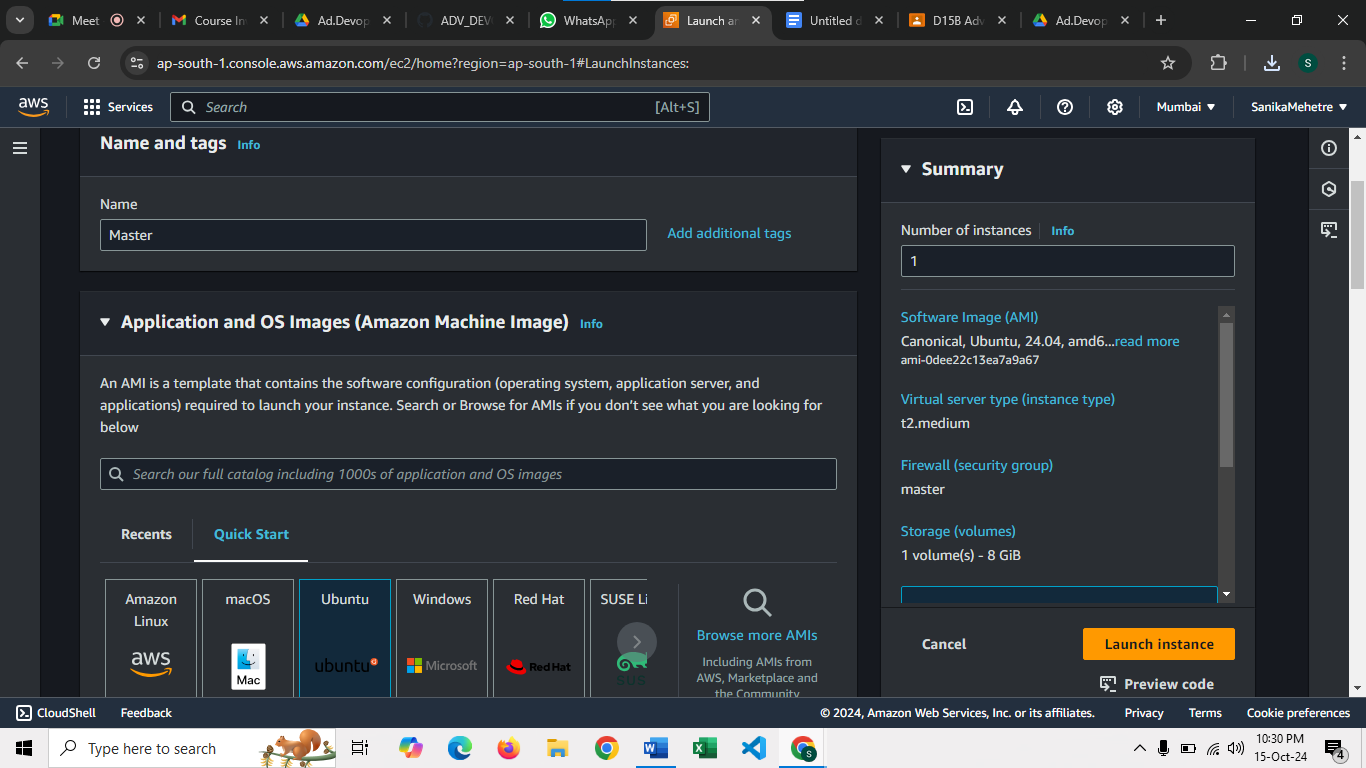 Meet
Course In
Ad.Devop
ADV_DEV
WhatsApp
Launch an
Untitled d
D15B Adv
Ad.Devop
ap-south-1.console.aws.amazon.com/ec2/home?region=ap-south-1#LaunchInstances:
S
aws
Services
Search
[Alt+S]
Mumbai
SanikaMehetre
Name and tags Info
Name
Master
Add additional tags
Application and OS Images (Amazon Machine Image) Info
An AMI is a template that contains the software configuration (operating system, application server, and
applications) required to launch your instance. Search or Browse for AMIs if you don't see what you are looking for
below
Search our full catalog including 1000s of application and OS images
Recents
Quick Start
Amazon
Linux
aws
macOS
Mac
Ubuntu
ubuntu
Windows
Microsoft
Red Hat
Red Hat
SUSE Li
SUS
Browse more AMIs
Including AMIs from
AWS, Marketplace and
the Community
Summary
Number of instances Info
1
Software Image (AMI)
Canonical, Ubuntu, 24.04, amd6...read more
ami-0dee22c13ea7a9a67
Virtual server type (instance type)
t2.medium
Firewall (security group)
master
Storage (volumes)
1 volume(s) - 8 GiB
Cancel
Launch instance
Preview code
CloudShell
Feedback
© 2024, Amazon Web Services, Inc. or its affiliates.
Privacy
Terms
Cookie preferences
Type here to search
W
S
10:30 PM
15-Oct-24
4